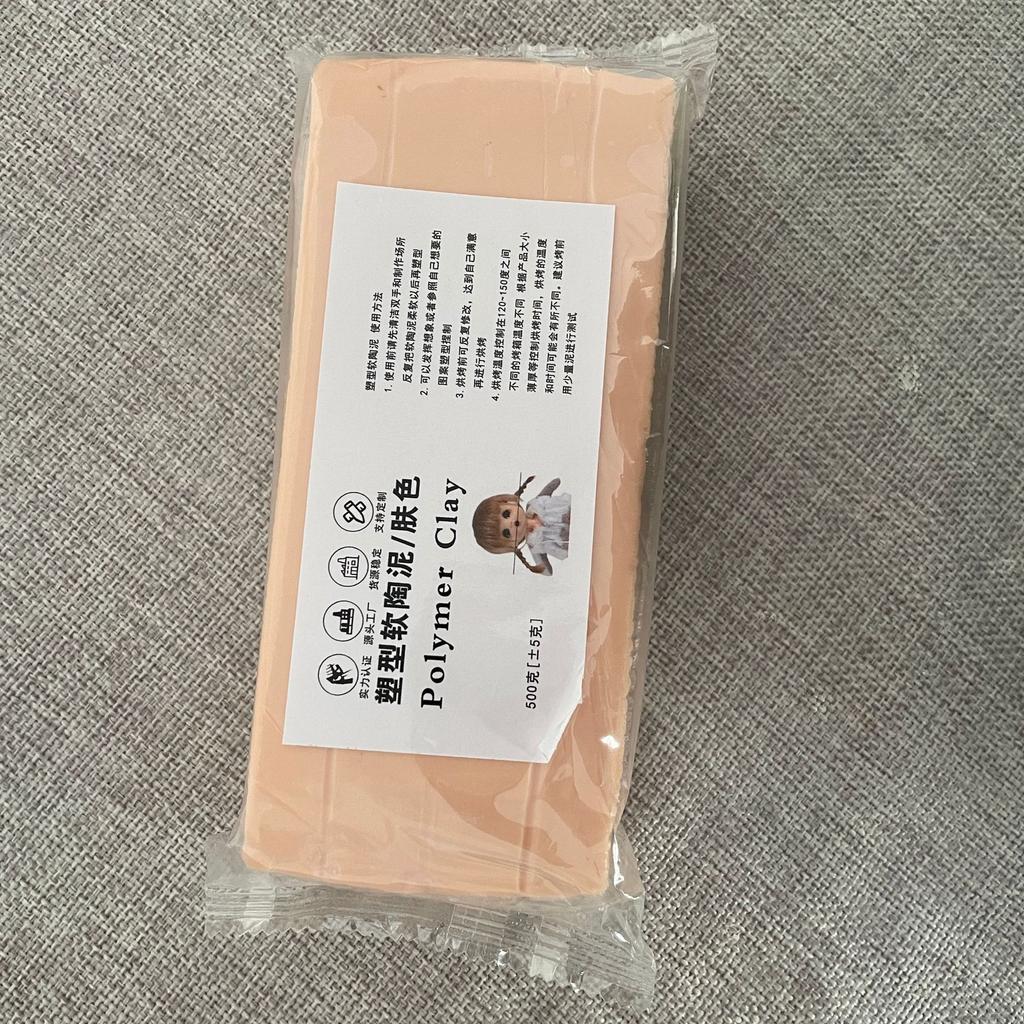 实力认证 源头工厂 货源稳定 支持定制
塑型软陶泥/肤色
Polymer Clay
500克[±5克]
塑型软陶泥 使用方法
1. 使用前请先清洁双手和制作场所
反复把软陶泥柔软以后再塑型
2. 可以发挥想象或者参照自己想要的
图案塑型捏制
3. 烘烤前可反复修改，达到自己满意
再进行烘烤
4. 烘烤温度控制在120-150度之间
不同的烤箱温度不同 根据产品大小
薄厚等控制烘烤时间，烘烤的温度
和时间可能会有所不同。建议烤前
用少量泥进行测试